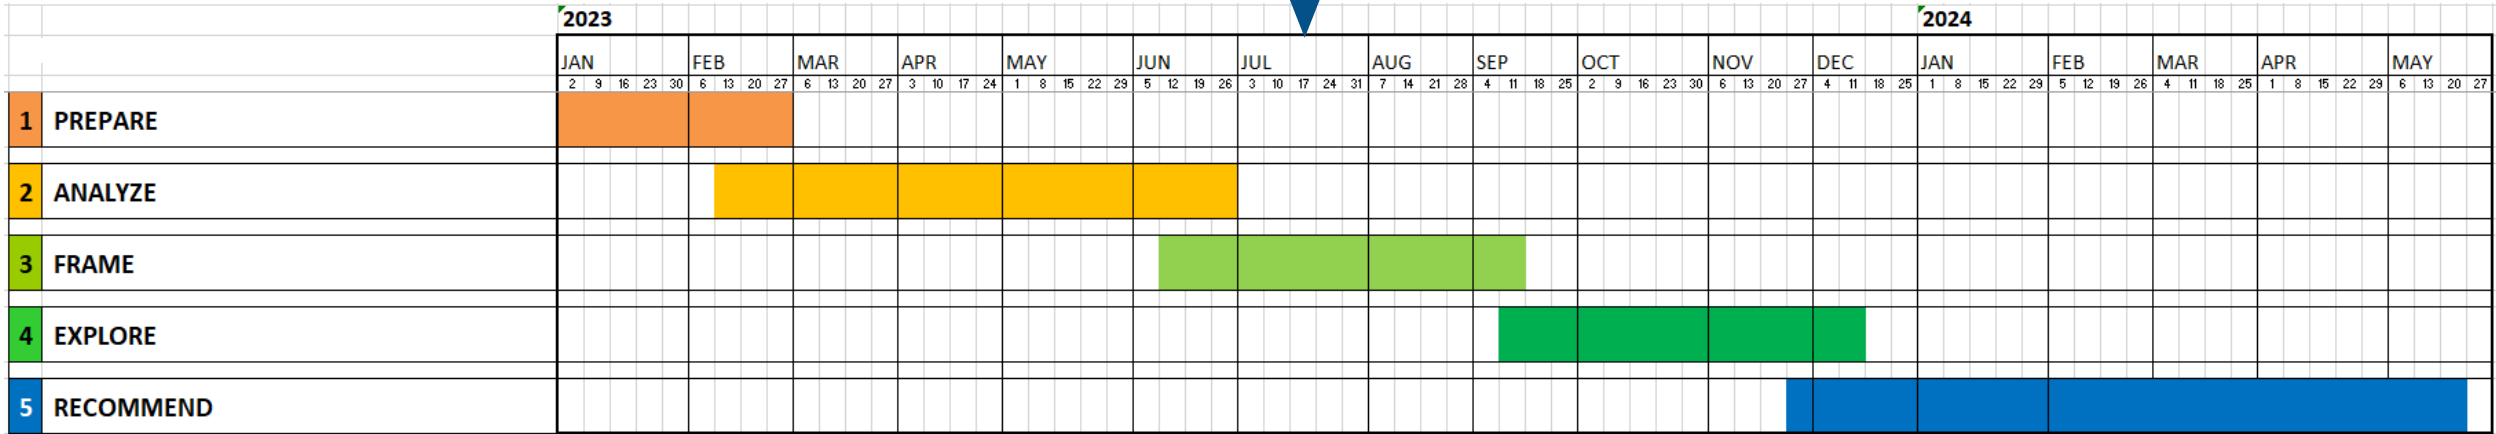 2023 2024
JAN FEB MAR APR MAY JUN JUL AUG SEP OCT NOV DEC JAN FEB MAR APR MAY
2 9 16 23 30 6 13 20 27 6 13 20 27 3 10 17 24 1 8 15 22 29 5 12 19 26 3 10 17 24 31 7 14 21 28 4 11 18 25 2 9 16 23 30 6 13 20 27 4 11 18 25 1 8 15 22 29 5 12 19 26 4 11 18 25 1 8 15 22 29 6 13 20 27
1 PREPARE
2 ANALYZE
3 FRAME
4 EXPLORE
5 RECOMMEND